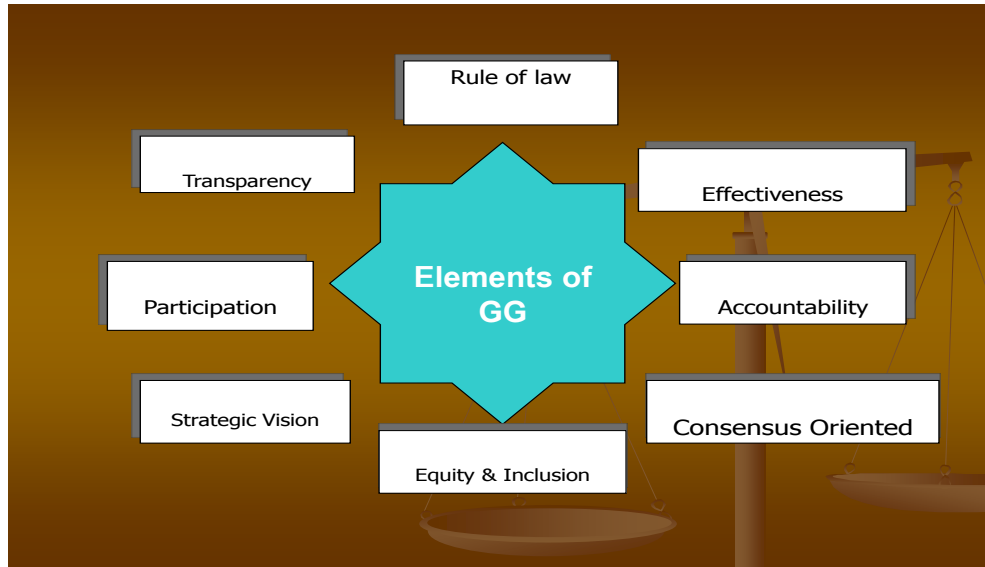 Rule of law
Transparency
Effectiveness
Elements of
GG
Participation
Accountability
Strategic Vision
Consensus Oriented
Equity & Inclusion